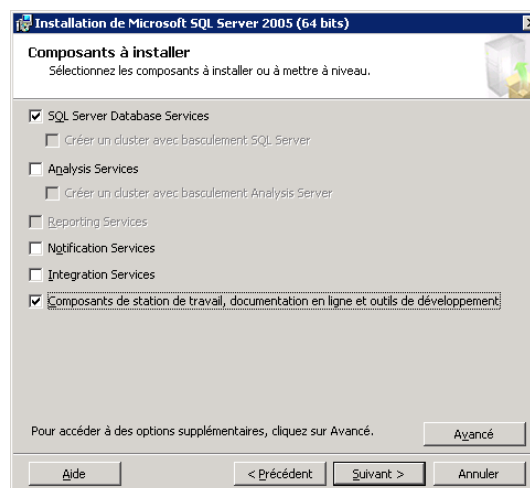 Installation de Microsoft SQL Server 2005 (64 bits)
Composants à installer
Sélectionnez les composants à installer ou à mettre à niveau.
SQL Server Database Services
Créer un cluster avec basculement SQL Server
Analysis Services
Créer un cluster avec basculement Analysis Server
Reporting Services
Notification Services
Integration Services
Composants de station de travail, documentation en ligne et outils de développement
Pour accéder à des options supplémentaires, cliquez sur Avancé.
Avancé
Aide
< Précédent
Suivant >
Annuler